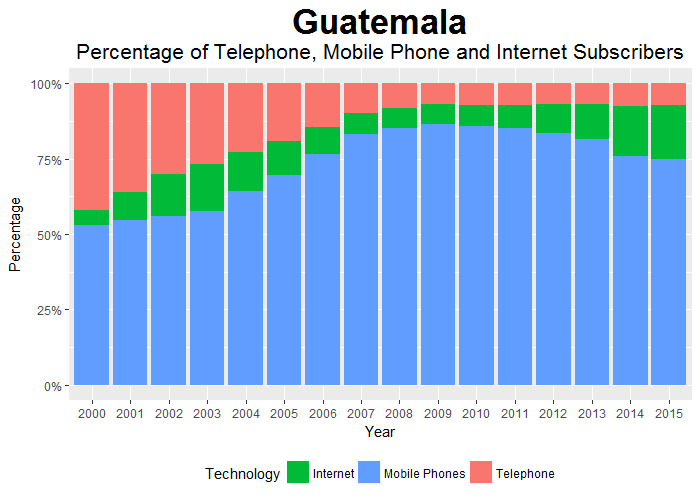 Guatemala
Percentage of Telephone, Mobile Phone and Internet Subscribers
100%
75%
50%
25%
0%
Percentage
2000 2001 2002 2003 2004 2005 2006 2007 2008 2009 2010 2011 2012 2013 2014 2015
Year
Technology Internet Mobile Phones Telephone